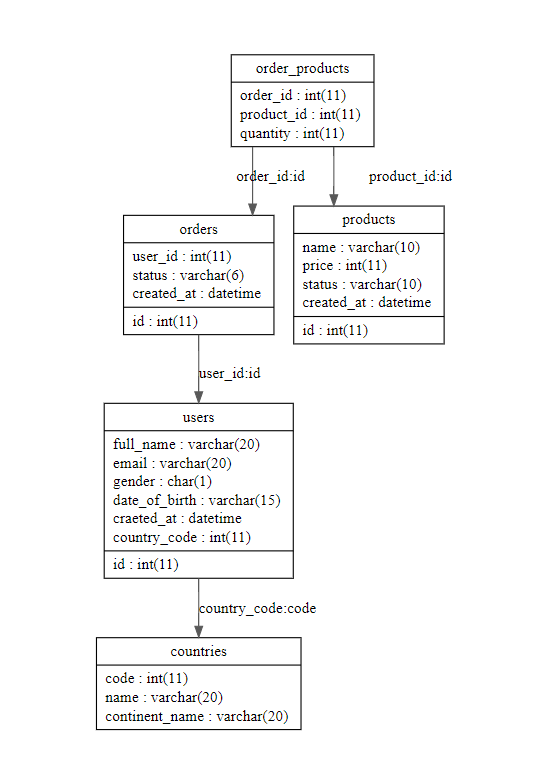 order_products
order_id : int(11)
product_id : int(11)
quantity : int(11)
order_id:id
product_id:id
orders
user_id : int(11)
status : varchar(6)
created_at : datetime
id : int(11)
products
name : varchar(10)
price : int(11)
status : varchar(10)
created_at : datetime
id : int(11)
user_id:id
users
full_name : varchar(20)
email : varchar(20)
gender : char(1)
date_of_birth : varchar(15)
craeted_at : datetime
country_code : int(11)
id : int(11)
country_code:code
countries
code : int(11)
name : varchar(20)
continent_name : varchar(20)